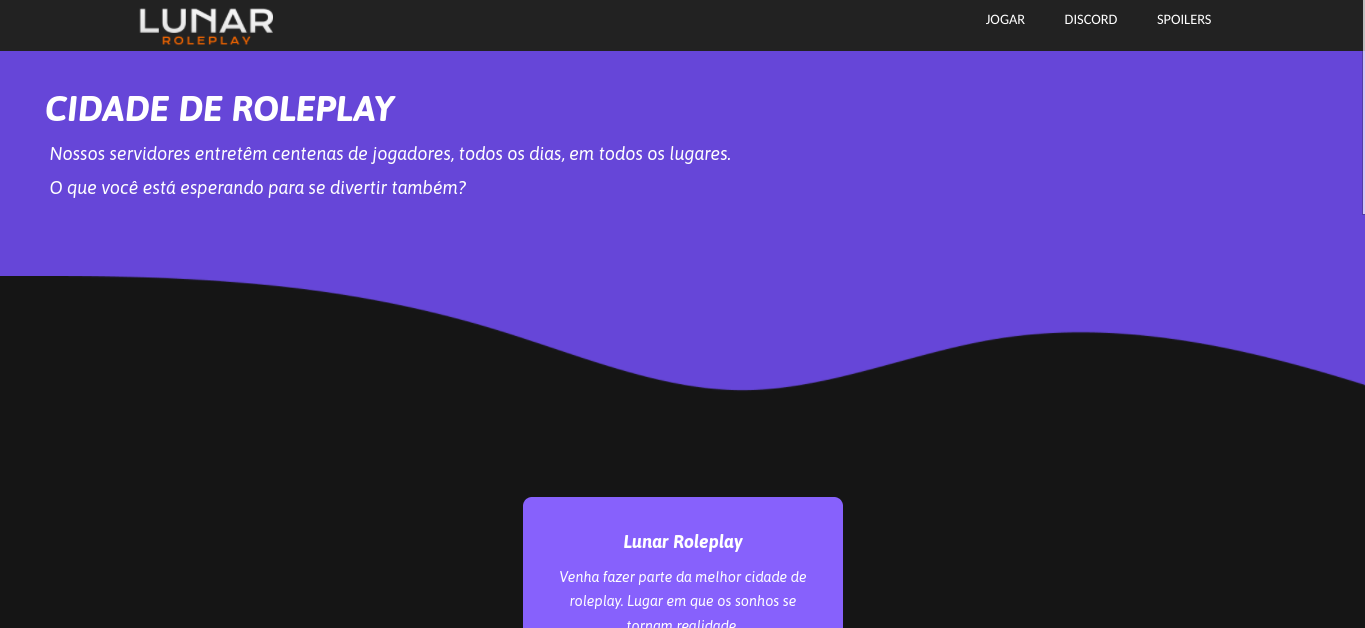 LUNAR
ROLEPLAY
JOGAR DISCORD SPOILERS
CIDADE DE ROLEPLAY
Nossos servidores entretêm centenas de jogadores, todos os dias, em todos os lugares.
O que você está esperando para se divertir também?
Lunar Roleplay
Venha fazer parte da melhor cidade de
roleplay. Lugar em que os sonhos se
tornam realidade.